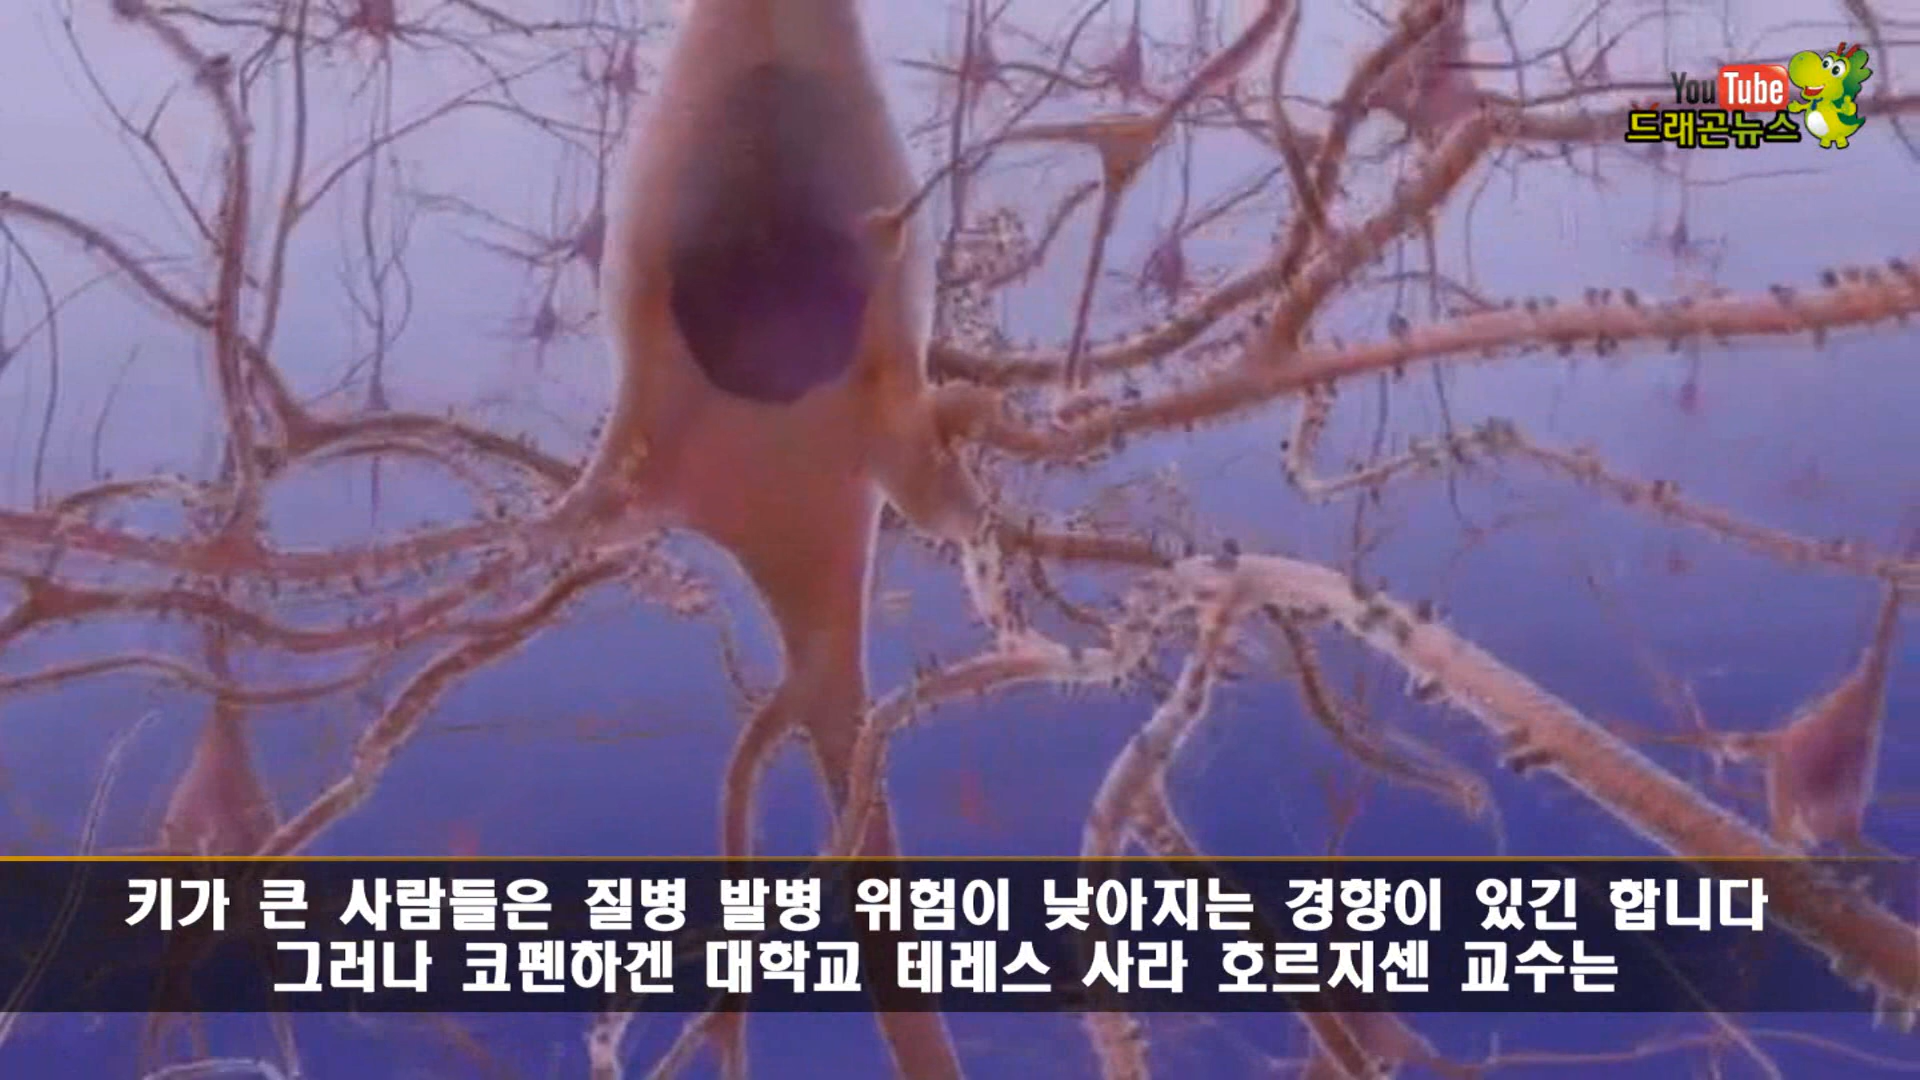 YouTube
드래곤뉴스
키가 큰 사람들은 질병 발병 위험이 낮아지는 경향이 있긴 합니다
그러나 코펜하겐 대학교 테레스 사라 호르지센 교수는